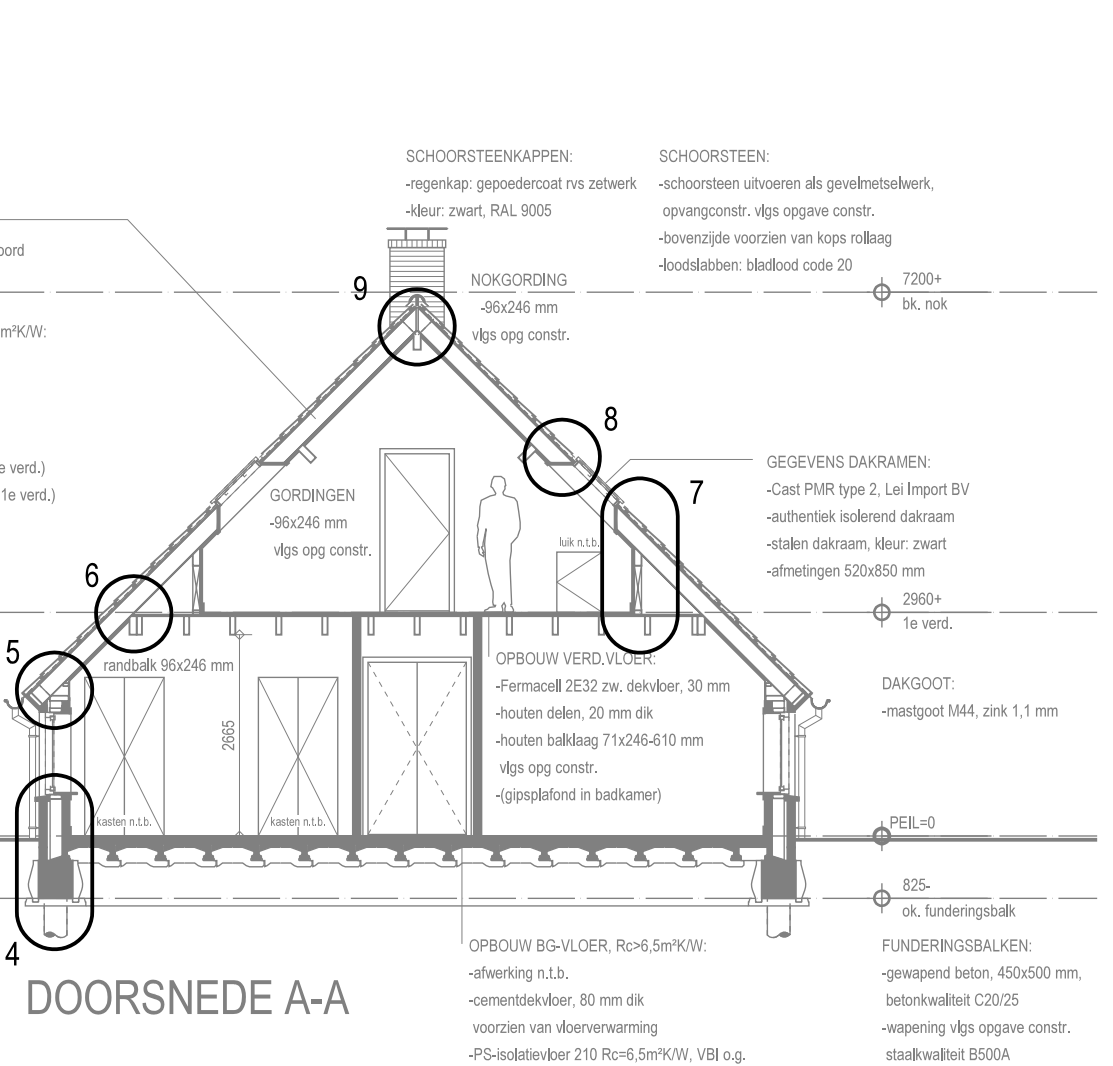 SCHOORSTEENKAPPEN:
-regenkap: gepoedercoat rvs zetwerk
-kleur: zwart, RAL 9005
SCHOORSTEEN:
-schoorsteen uitvoeren als gevelmetselwerk,
opvangconstr. vlgs opgave constr.
-bovenzijde voorzien van kops rollaag
-loodslabben: bladlood code 20
oord
m²K/W:
e verd.)
1e verd.)
9
NOKGORDING
-96x246 mm
vlgs opg constr.
7200+
bk. nok
8
7
GEGEVENS DAKRAMEN:
-Cast PMR type 2, Lei Import BV
-authentiek isolerend dakraam
-stalen dakraam, kleur: zwart
-afmetingen 520x850 mm
GORDINGEN
-96x246 mm
vlgs opg constr.
luik n.t.b.
6
2960+
1e verd.
5
randbalk 96x246 mm
2665
OPBOUW VERD.VLOER:
-Fermacell 2E32 zw. dekvloer, 30 mm
-houten delen, 20 mm dik
-houten balklaag 71x246-610 mm
vlgs opg constr.
-(gipsplafond in badkamer)
DAKGOOT:
-mastgoot M44, zink 1,1 mm
kasten n.t.b.
kasten n.t.b.
PEIL=0
825-
ok. funderingsbalk
4
DOORSNEDE A-A
OPBOUW BG-VLOER, Rc>6,5m²K/W:
-afwerking n.t.b.
-cementdekvloer, 80 mm dik
voorzien van vloerverwarming
-PS-isolatievloer 210 Rc=6,5m²K/W, VBI o.g.
FUNDERINGSBALKEN:
-gewapend beton, 450x500 mm,
betonkwaliteit C20/25
-wapening vlgs opgave constr.
staalkwaliteit B500A